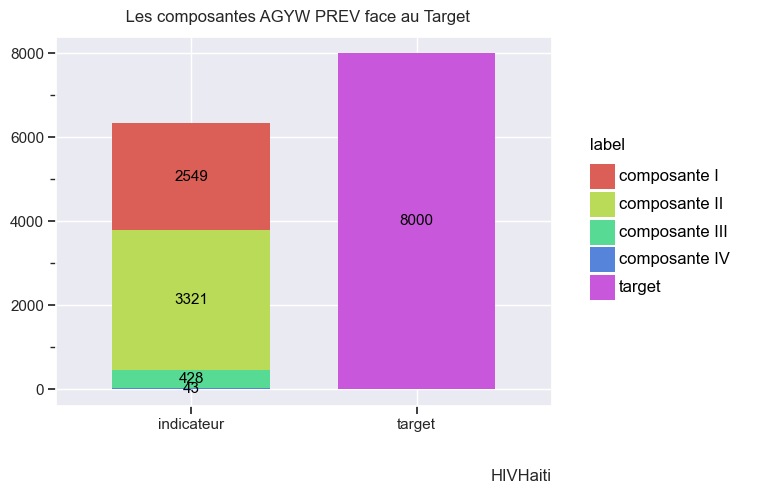 Les composantes AGYW PREV face au Target
8000
6000
4000
2000
0
2549
3321
428
43
8000
indicateur
target
label
composante I
composante II
composante III
composante IV
target
HIVHaiti